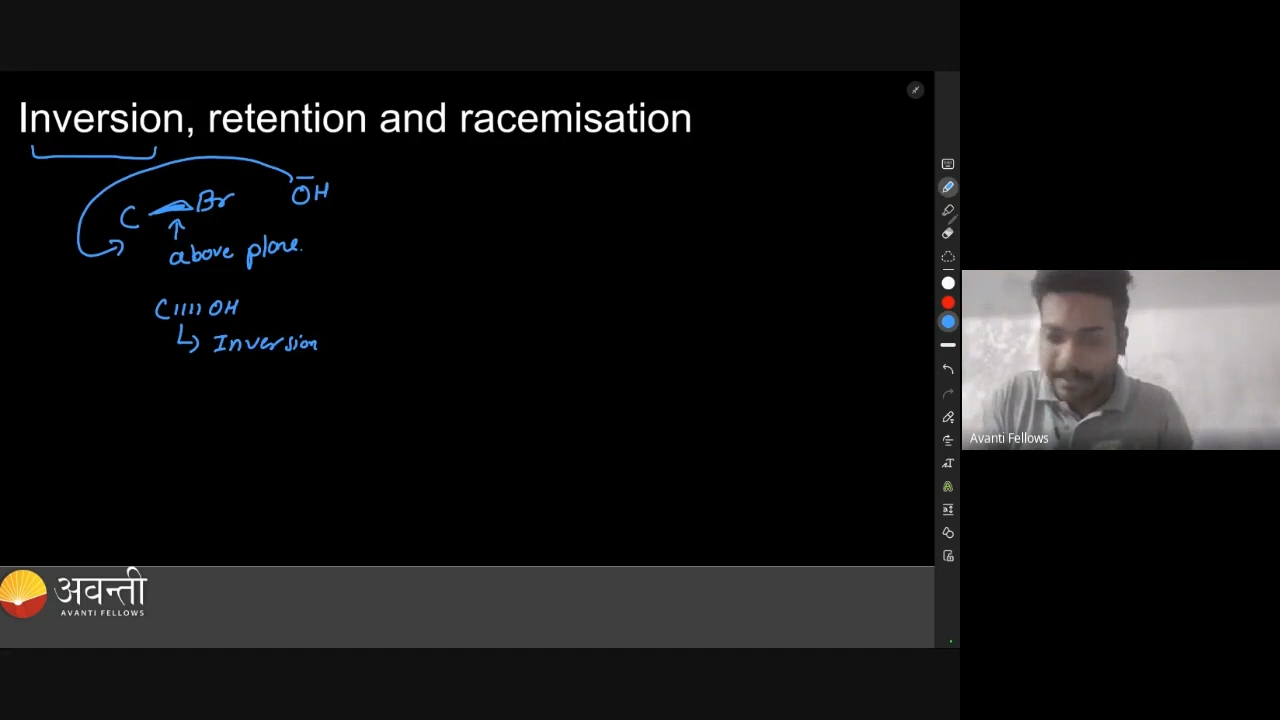 Inversion, retention and racemisation
C Br
ŌH
above plane.
C OH
Inversion
अवन्ती
AVANTI FELLOWS
Avanti Fellows